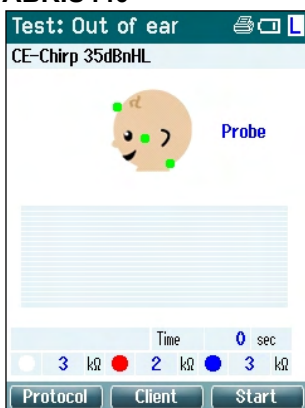 Test: Out of ear L
CE-Chirp 35dBnHL
Probe
Time 0 sec
3 kΩ 2 kΩ 3 kΩ
Protocol Client Start